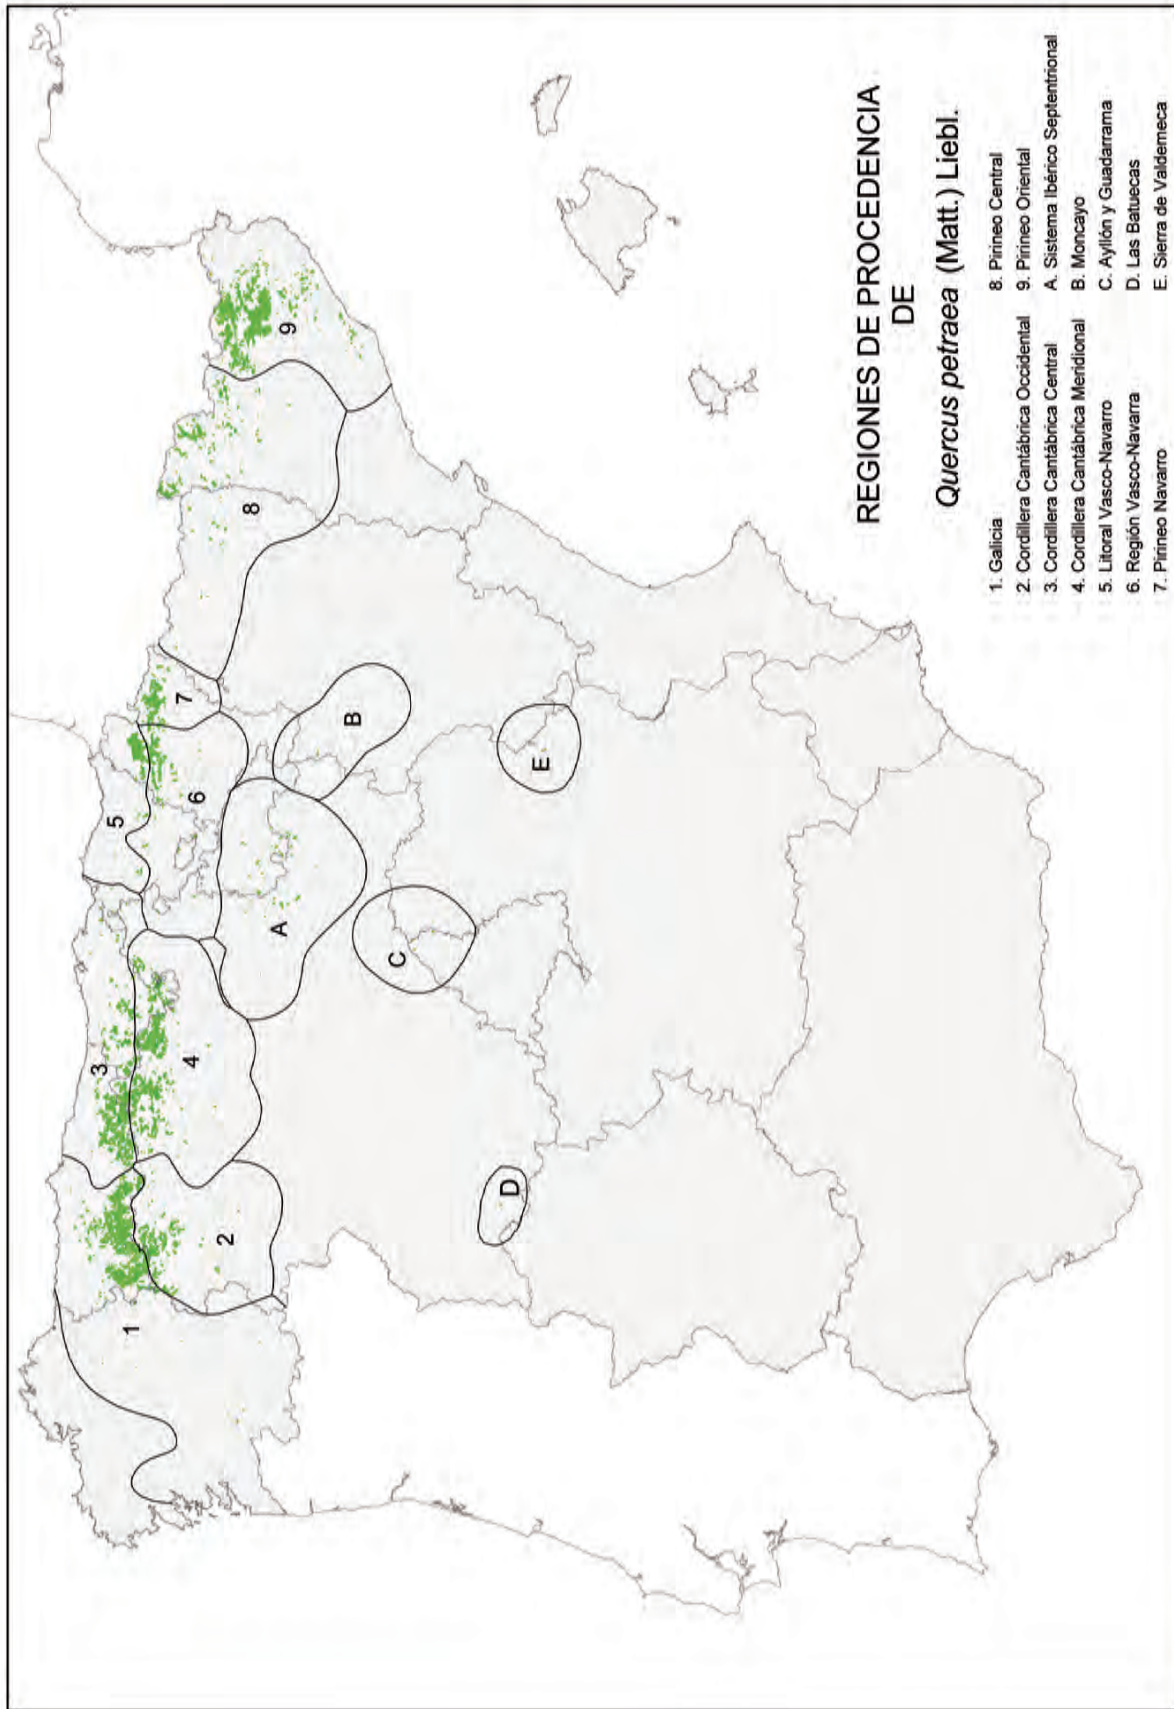 REGIONES DE PROCEDENCIA
DE
Quercus petraea (Matt.) Liebl.
1. Galicia
2. Cordillera Cantábrica Occidental
3. Cordillera Cantábrica Central
4. Cordillera Cantábrica Meridional
5. Litoral Vasco-Navarro
6. Región Vasco-Navarra
7. Pirineo Navarro
8. Pirineo Central
9. Pirineo Oriental
A. Sistema Ibérico Septentrional
B. Moncayo
C. Ayllón y Guadarrama
D. Las Batuecas
E. Sierra de Valdemeca
1
2
3
4
5
6
7
8
9
A
B
C
D
E